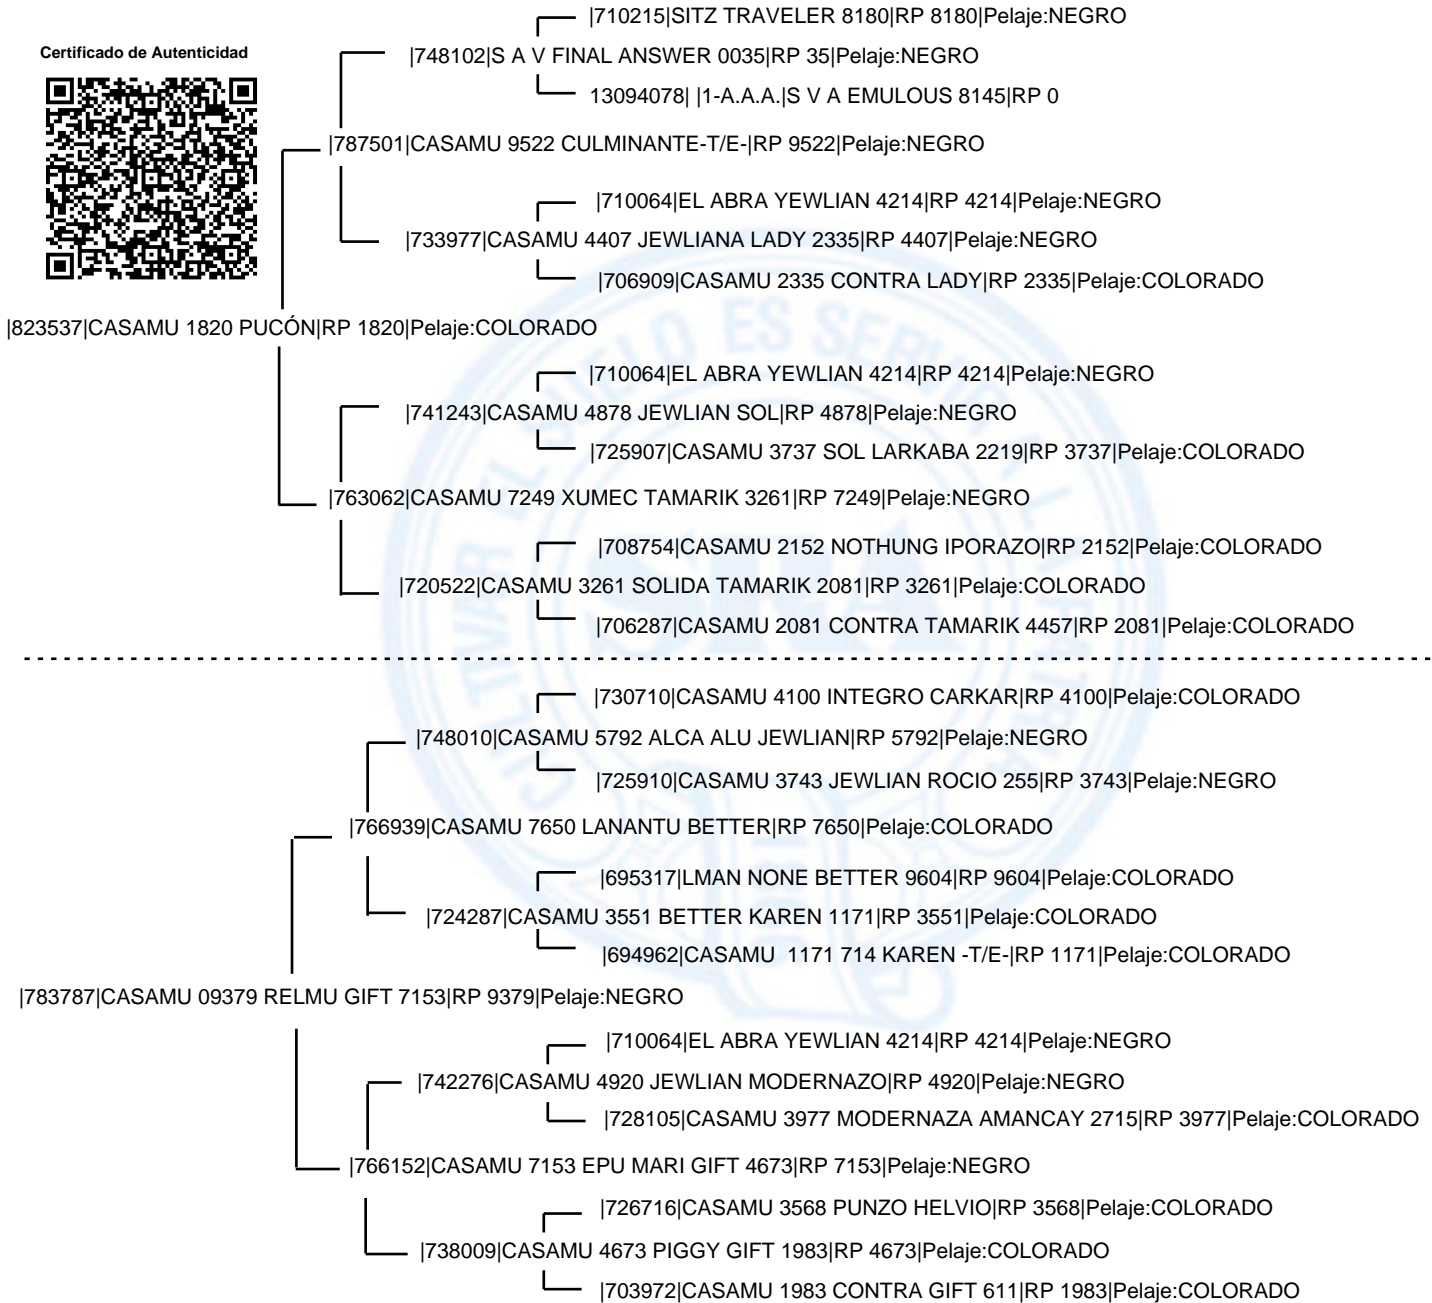 |710215|SITZ TRAVELER 8180|RP 8180|Pelaje:NEGRO
Certificado de Autenticidad
|748102|S A V FINAL ANSWER 0035|RP 35|Pelaje:NEGRO
13094078| |1-A.A.A.|S V A EMULOUS 8145|RP 0
|787501|CASAMU 9522 CULMINANTE-T/E-|RP 9522|Pelaje:NEGRO
|710064|EL ABRA YEWLIAN 4214|RP 4214|Pelaje:NEGRO
|733977|CASAMU 4407 JEWLIANA LADY 2335|RP 4407|Pelaje:NEGRO
|706909|CASAMU 2335 CONTRA LADY|RP 2335|Pelaje:COLORADO
|823537|CASAMU 1820 PUCÓN|RP 1820|Pelaje:COLORADO
|710064|EL ABRA YEWLIAN 4214|RP 4214|Pelaje:NEGRO
|741243|CASAMU 4878 JEWLIAN SOL|RP 4878|Pelaje:NEGRO
|725907|CASAMU 3737 SOL LARKABA 2219|RP 3737|Pelaje:COLORADO
|763062|CASAMU 7249 XUMEC TAMARIK 3261|RP 7249|Pelaje:NEGRO
|708754|CASAMU 2152 NOTHUNG IPORAZO|RP 2152|Pelaje:COLORADO
|720522|CASAMU 3261 SOLIDA TAMARIK 2081|RP 3261|Pelaje:COLORADO
|706287|CASAMU 2081 CONTRA TAMARIK 4457|RP 2081|Pelaje:COLORADO
|730710|CASAMU 4100 INTEGRO CARKAR|RP 4100|Pelaje:COLORADO
|748010|CASAMU 5792 ALCA ALU JEWLIAN|RP 5792|Pelaje:NEGRO
|725910|CASAMU 3743 JEWLIAN ROCIO 255|RP 3743|Pelaje:NEGRO
|766939|CASAMU 7650 LANANTU BETTER|RP 7650|Pelaje:COLORADO
|695317|LMAN NONE BETTER 9604|RP 9604|Pelaje:COLORADO
|724287|CASAMU 3551 BETTER KAREN 1171|RP 3551|Pelaje:COLORADO
|694962|CASAMU  1171 714 KAREN -T/E-|RP 1171|Pelaje:COLORADO
|783787|CASAMU 09379 RELMU GIFT 7153|RP 9379|Pelaje:NEGRO
|710064|EL ABRA YEWLIAN 4214|RP 4214|Pelaje:NEGRO
|742276|CASAMU 4920 JEWLIAN MODERNAZO|RP 4920|Pelaje:NEGRO
|728105|CASAMU 3977 MODERNAZA AMANCAY 2715|RP 3977|Pelaje:COLORADO
|766152|CASAMU 7153 EPU MARI GIFT 4673|RP 7153|Pelaje:NEGRO
|726716|CASAMU 3568 PUNZO HELVIO|RP 3568|Pelaje:COLORADO
|738009|CASAMU 4673 PIGGY GIFT 1983|RP 4673|Pelaje:COLORADO
|703972|CASAMU 1983 CONTRA GIFT 611|RP 1983|Pelaje:COLORADO
CULTIVAR EL SUELO ES SERVIR A LA PATRIA
SRA
1866